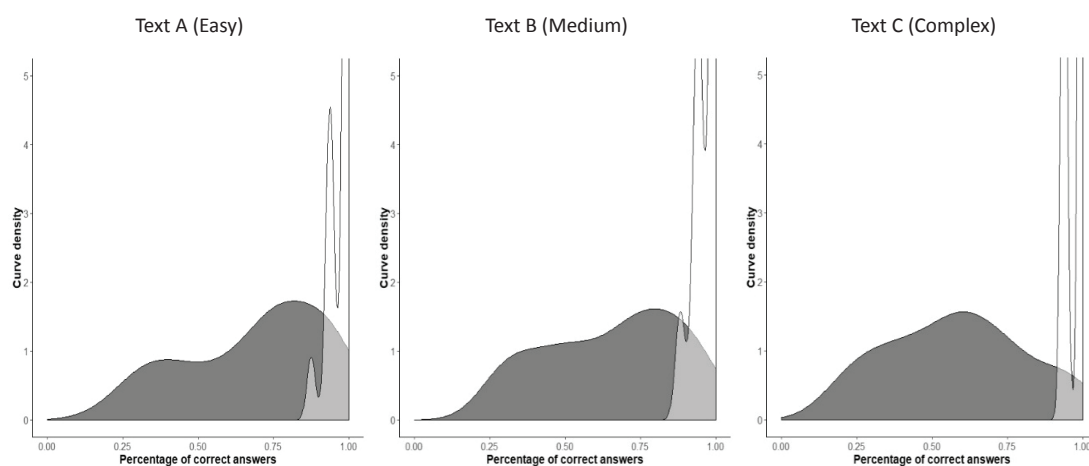 Text A (Easy)
5
4
3
2
1
0
Curve density
0.00 0.25 0.50 0.75 1.00
Percentage of correct answers
Text B (Medium)
5
4
3
2
1
0
Curve density
0.00 0.25 0.50 0.75 1.00
Percentage of correct answers
Text C (Complex)
5
4
3
2
1
0
Curve density
0.00 0.25 0.50 0.75 1.00
Percentage of correct answers